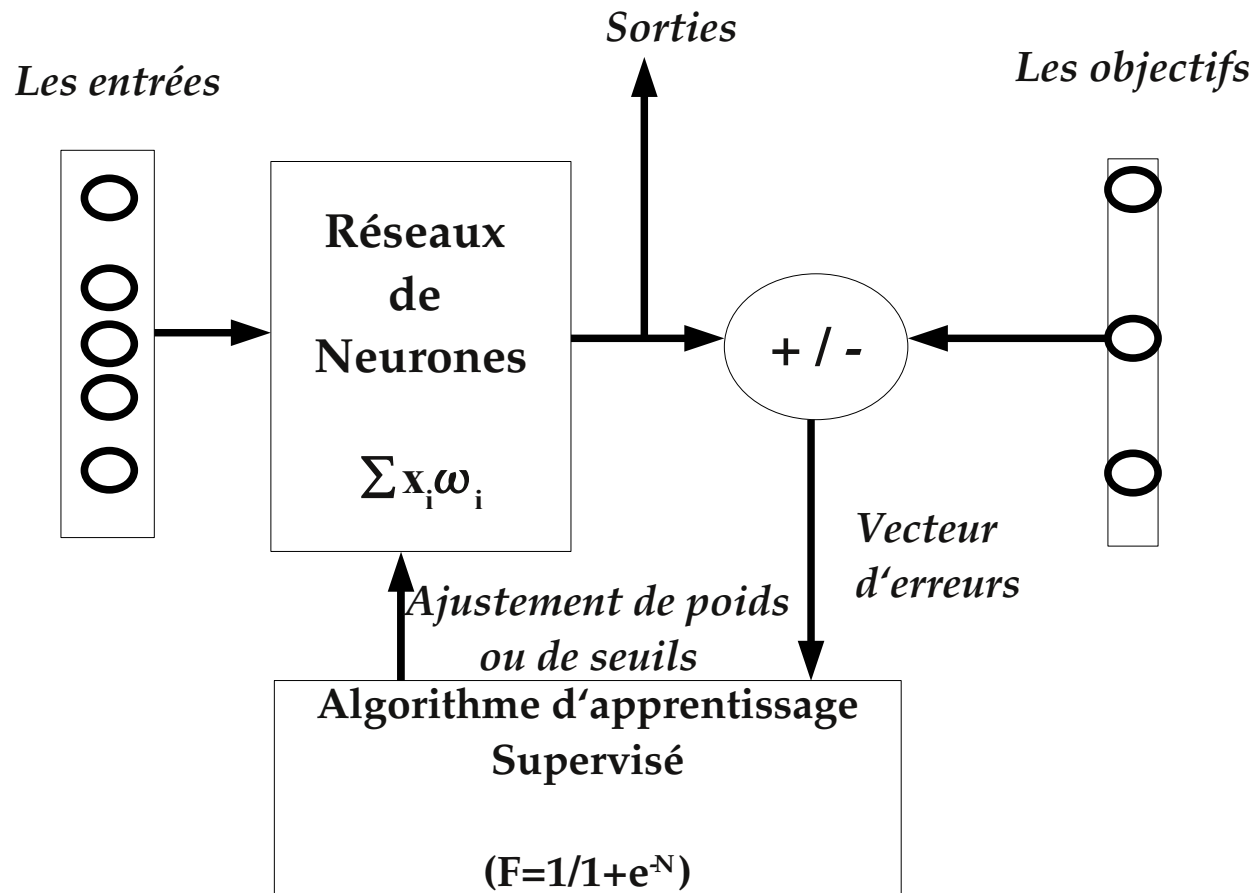 Sorties
Les entrées
Les objectifs
Réseaux
de
Neurones
∑ xᵢωᵢ
+ / -
Vecteur
d‘erreurs
Ajustement de poids
ou de seuils
Algorithme d‘apprentissage
Supervisé
(F=1/1+e⁻ᴺ)